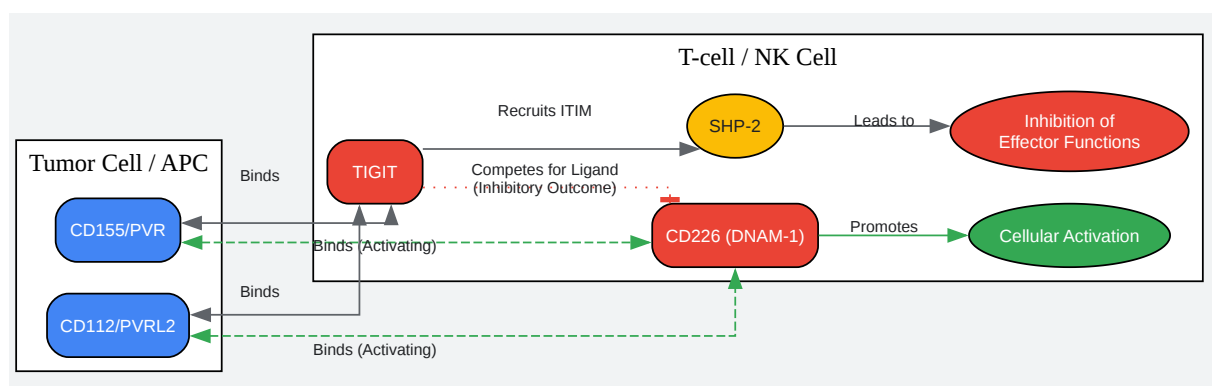 T-cell / NK Cell
Recruits ITIM
SHP-2
Leads to
Inhibition of
Effector Functions
Tumor Cell / APC
TIGIT
Competes for Ligand
(Inhibitory Outcome)
Binds
CD155/PVR
CD226 (DNAM-1)
Promotes
Cellular Activation
Binds (Activating)
Binds
CD112/PVRL2
Binds (Activating)